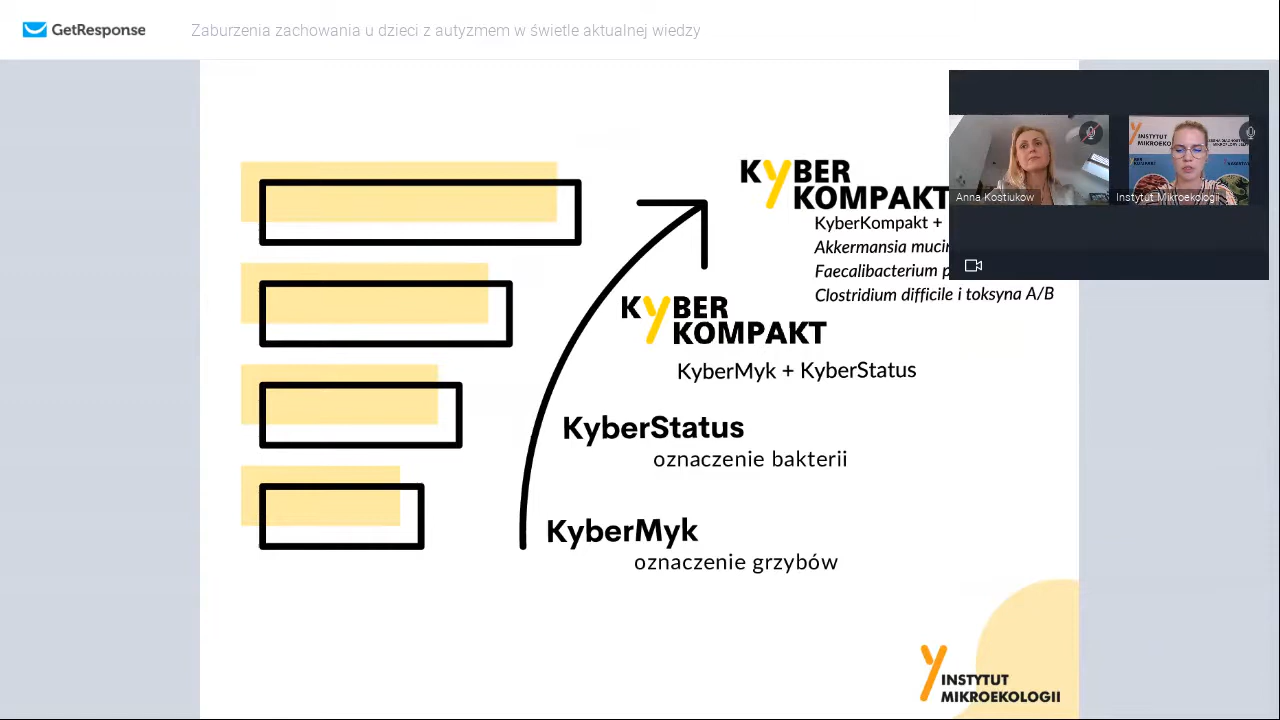 GetResponse
Zaburzenia zachowania u dzieci z autyzmem w świetle aktualnej wiedzy
KYBER
KOMPAKT
KyberKompakt +
Akkermansia
Faecalibacterium
Clostridium difficile i toksyna A/B
Anna Kostiukow
Instytut Mikroekologii
INSTYTUT
KYBER
KOMPAKT
KyberMyk + KyberStatus
KyberStatus
oznaczenie bakterii
KyberMyk
oznaczenie grzybów
INSTYTUT
MIKROEKOLOGII